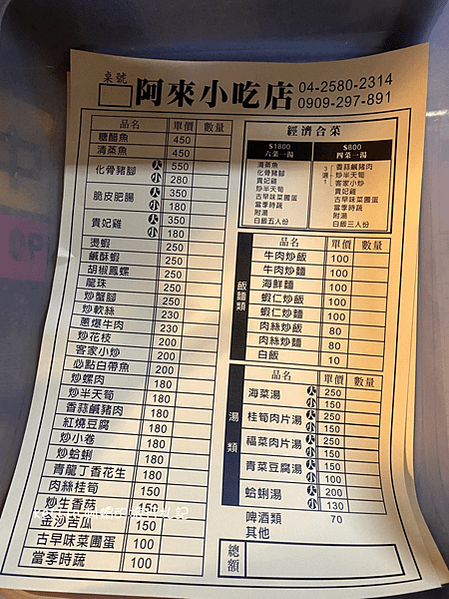 桌號
阿來小吃店
04-2580-2314
0909-297-891
品名 單價 數量
糖醋魚 450
清蒸魚 450
化骨豬腳 大 550
小 280
脆皮肥腸 大 350
小 180
貴妃雞 大 350
小 180
燙蝦 250
鹹酥蝦 250
胡椒鳳螺 250
龍珠 250
炒蟹腳 250
炒軟絲 230
蔥爆牛肉 230
炒花枝 200
客家小炒 200
必點白帶魚 200
炒螺肉 180
炒半天筍 180
香蒜鹹豬肉 180
紅燒豆腐 180
炒小卷 180
炒蛤蜊 180
青龍丁香花生 180
肉絲桂筍 150
炒生香菇 150
金沙苦瓜 150
古早味菜圃蛋 100
當季時蔬 100
經濟合菜
$1800
六菜一湯
清蒸魚
化骨豬腳
貴妃雞
炒半天筍
古早味菜圃蛋
當季時蔬
附湯
白飯五人份
$800
四菜一湯
3選1
香蒜鹹豬肉
炒半天筍
客家小炒
貴妃雞
古早味菜圃蛋
當季時蔬
附湯
白飯三人份
飯麵類
品名 單價 數量
牛肉炒飯 100
牛肉炒麵 100
海鮮麵 100
蝦仁炒飯 100
蝦仁炒麵 100
肉絲炒飯 80
肉絲炒麵 80
白飯 10
湯類
品名 單價 數量
海菜湯 大 250
小 150
桂筍肉片湯 大 250
小 150
福菜肉片湯 大 250
小 150
青菜豆腐湯 大 250
小 150
蛤蜊湯 大 200
小 130
啤酒類 70
其他
總額